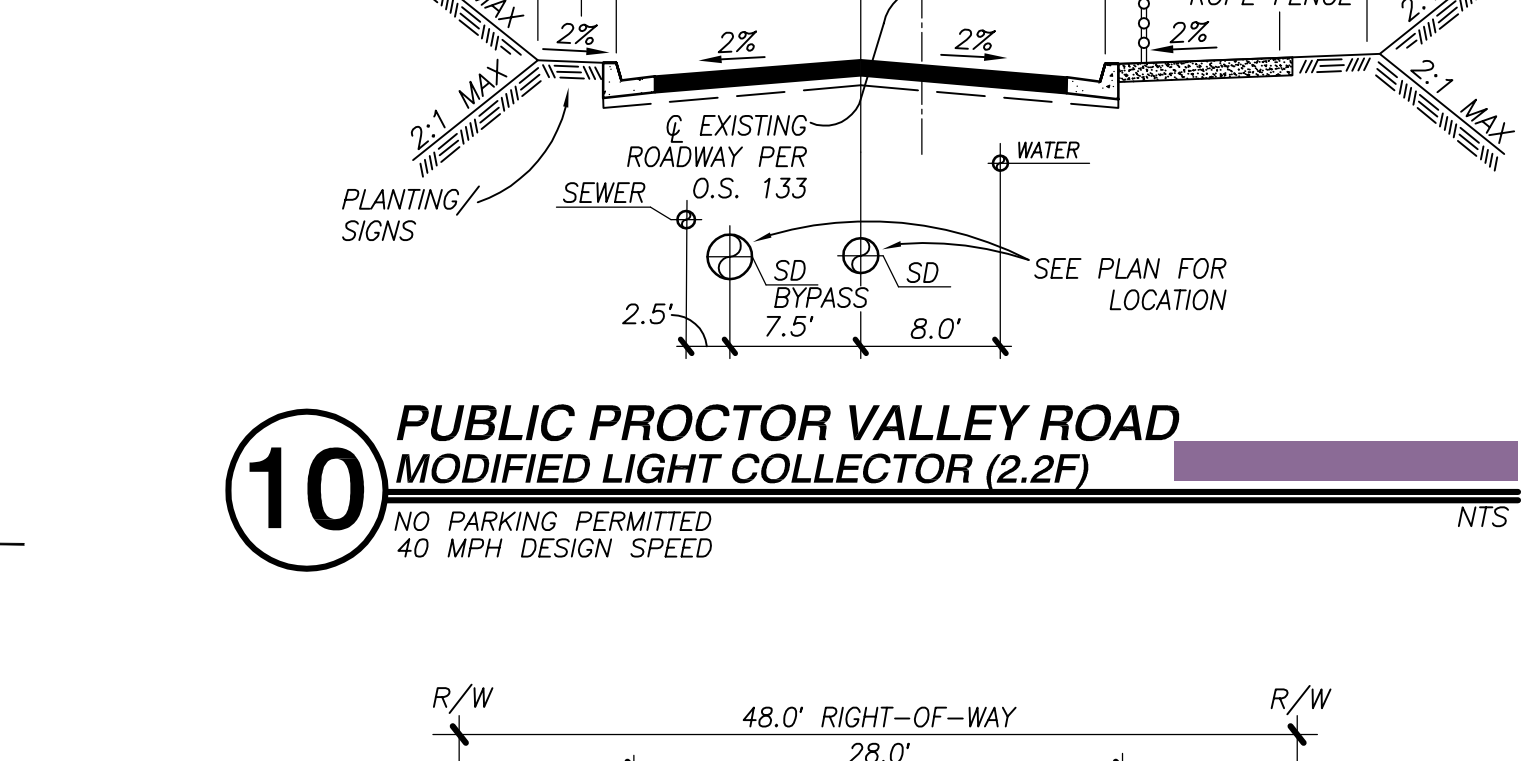 MAX
2%
2%
2%
2%
2:1 MAX
2:1 MAX
℄ EXISTING
ROADWAY PER
O.S. 133
WATER
PLANTING/
SIGNS
SEWER
SD
BYPASS
SD
SEE PLAN FOR
LOCATION
2.5'
7.5'
8.0'
10
PUBLIC PROCTOR VALLEY ROAD
MODIFIED LIGHT COLLECTOR (2.2F)
NO PARKING PERMITTED
40 MPH DESIGN SPEED
NTS
R/W
48.0' RIGHT-OF-WAY
R/W
28.0'